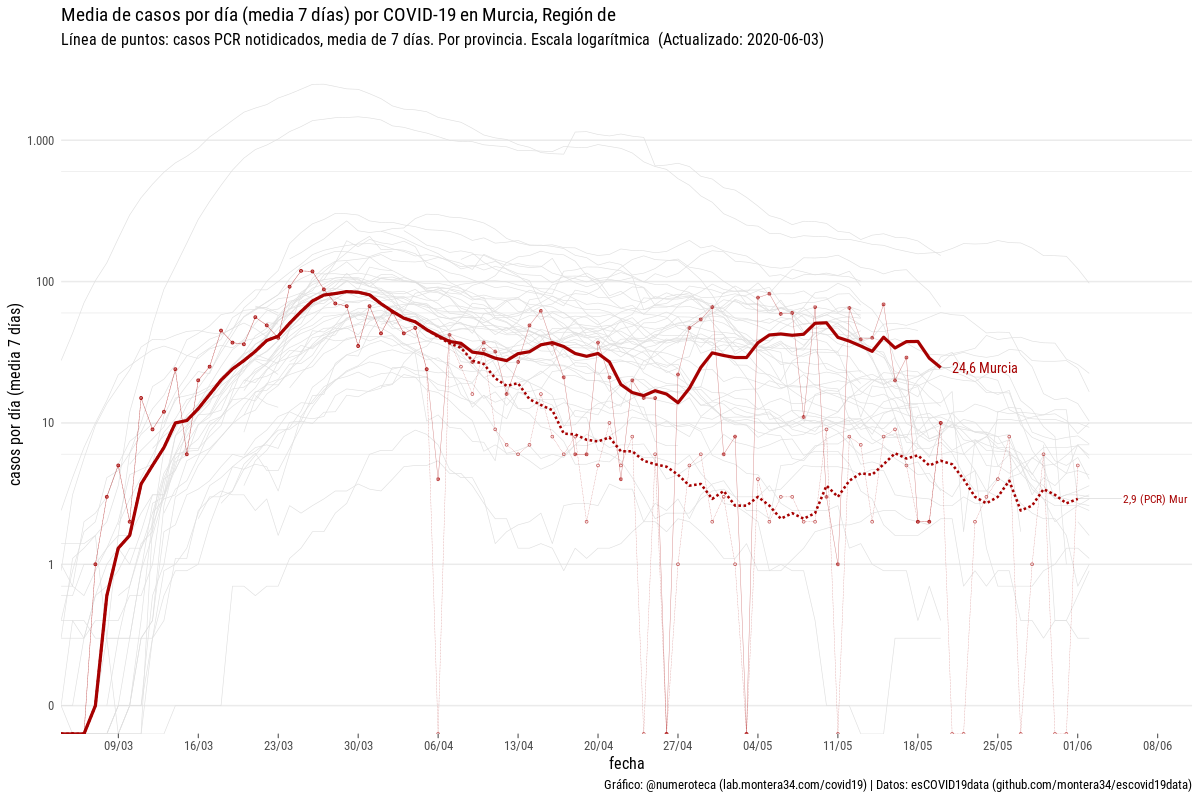 Media de casos por día (media 7 días) por COVID-19 en Murcia, Región de
Línea de puntos: casos PCR notidicados, media de 7 días. Por provincia. Escala logarítmica (Actualizado: 2020-06-03)
casos por día (media 7 días)
1.000
100
10
1
0
24,6 Murcia
2,9 (PCR) Mur
09/03 16/03 23/03 30/03 06/04 13/04 20/04 27/04 04/05 11/05 18/05 25/05 01/06 08/06
fecha
Gráfico: @numeroteca (lab.montera34.com/covid19) | Datos: esCOVID19data (github.com/montera34/escovid19data)